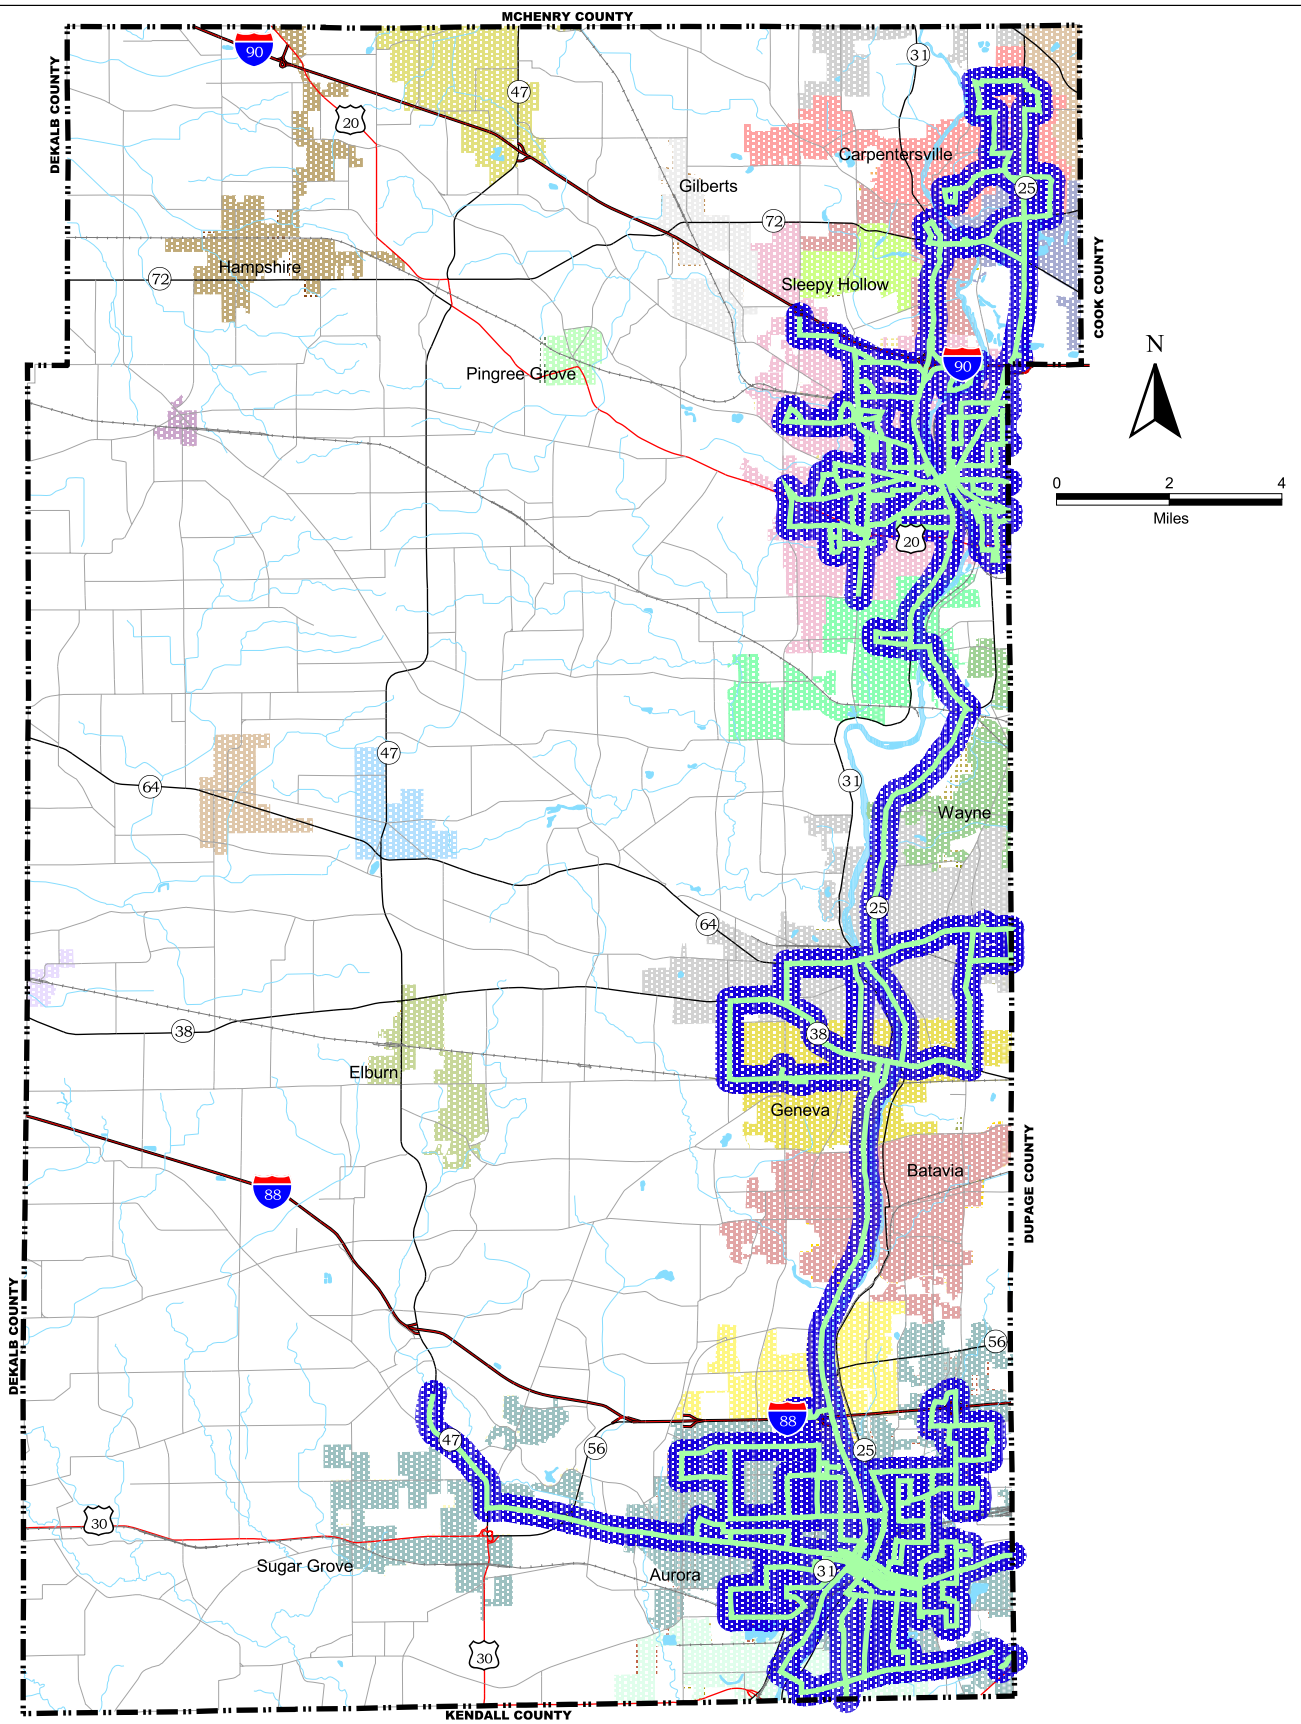 MCHENRY COUNTY
90
31
DEKALB COUNTY
47
20
Carpentersville
Gilberts
25
72
Hampshire
72
Sleepy Hollow
COOK COUNTY
N
90
Pingree Grove
0 2 4
Miles
20
47
64
31
Wayne
25
64
38
38
Elburn
Geneva
Batavia
DUPAGE COUNTY
88
DEKALB COUNTY
56
88
47
56
25
30
Sugar Grove
Aurora
31
30
KENDALL COUNTY